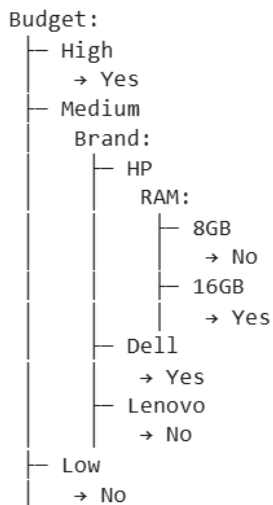 Budget:
├─ High
│   → Yes
├─ Medium
│   Brand:
│   ├─ HP
│   │   RAM:
│   │   ├─ 8GB
│   │   │   → No
│   │   ├─ 16GB
│   │   │   → Yes
│   ├─ Dell
│   │   → Yes
│   ├─ Lenovo
│   │   → No
├─ Low
│   → No